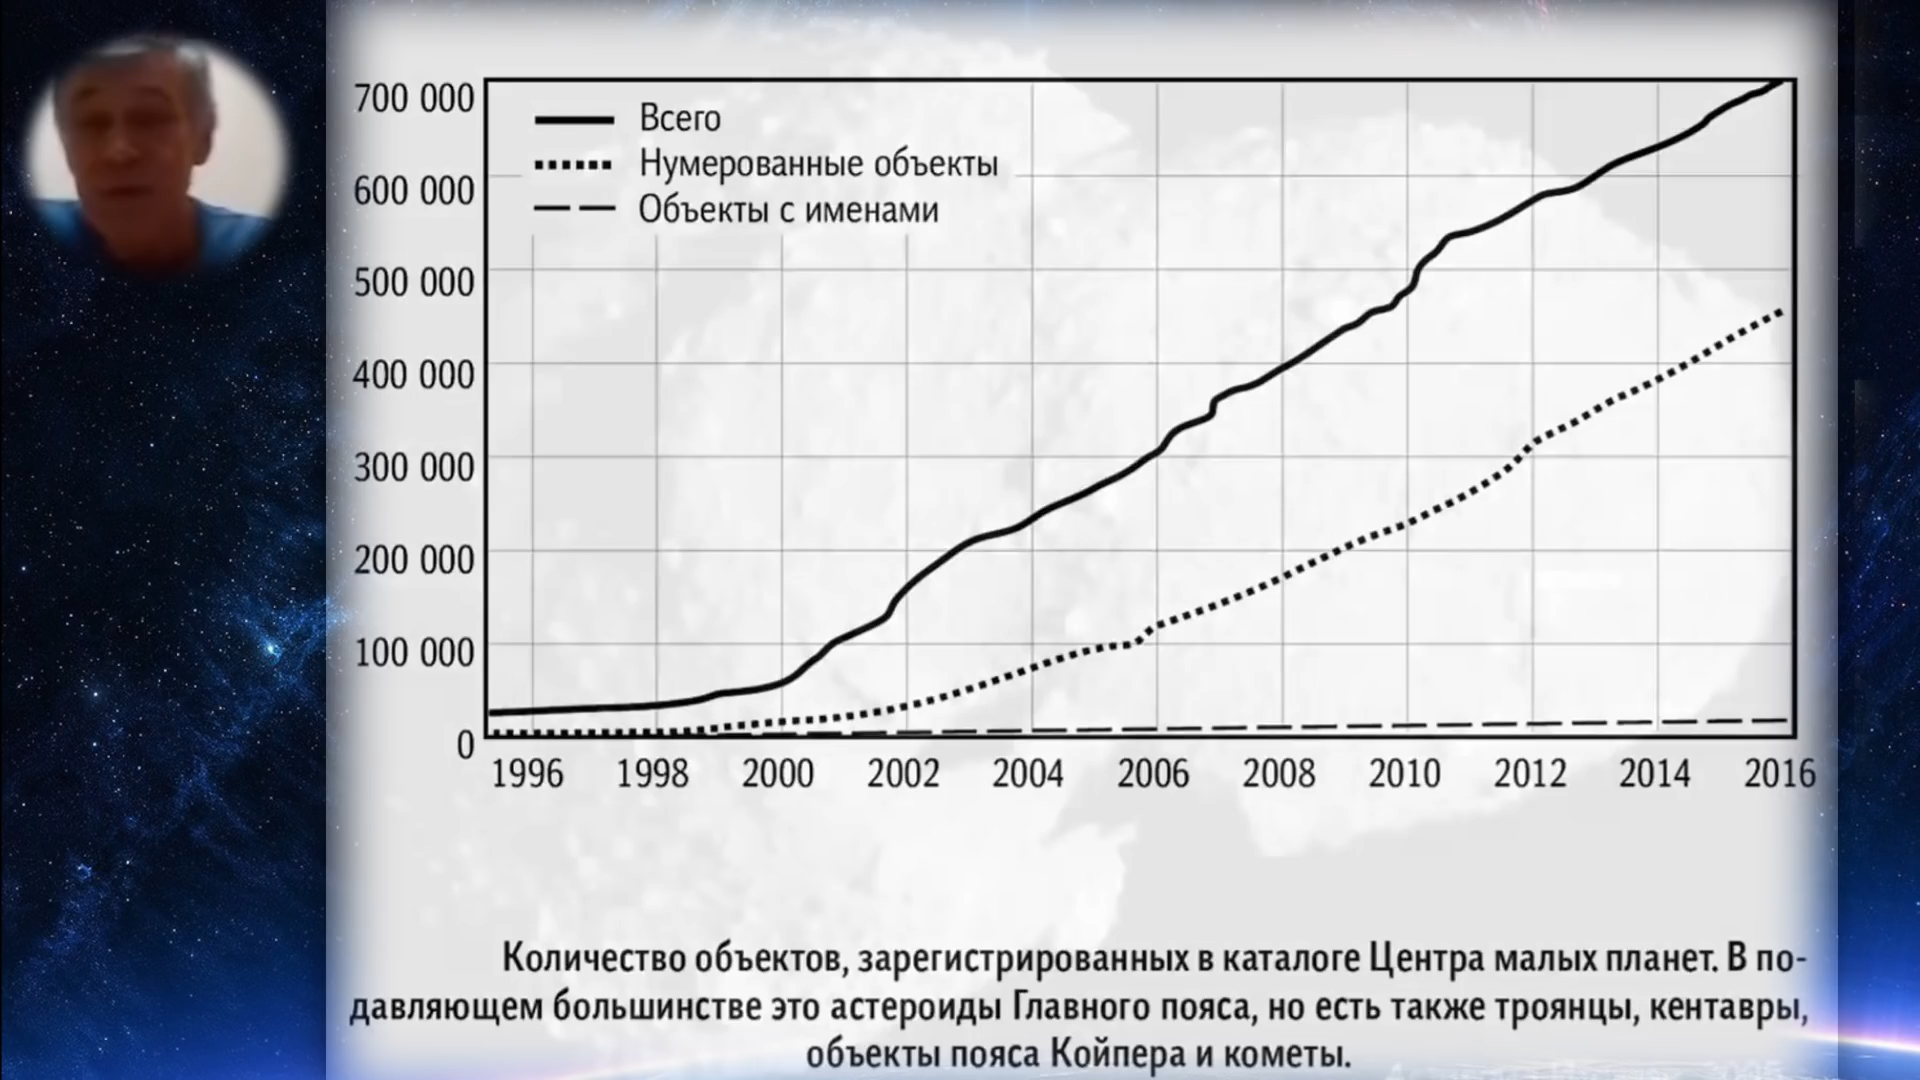 700 000
600 000
500 000
400 000
300 000
200 000
100 000
0
Всего
Нумерованные объекты
Объекты с именами
1996 1998 2000 2002 2004 2006 2008 2010 2012 2014 2016
Количество объектов, зарегистрированных в каталоге Центра малых планет. В по-
давляющем большинстве это астероиды Главного пояса, но есть также троянцы, кентавры,
объекты пояса Койпера и кометы.